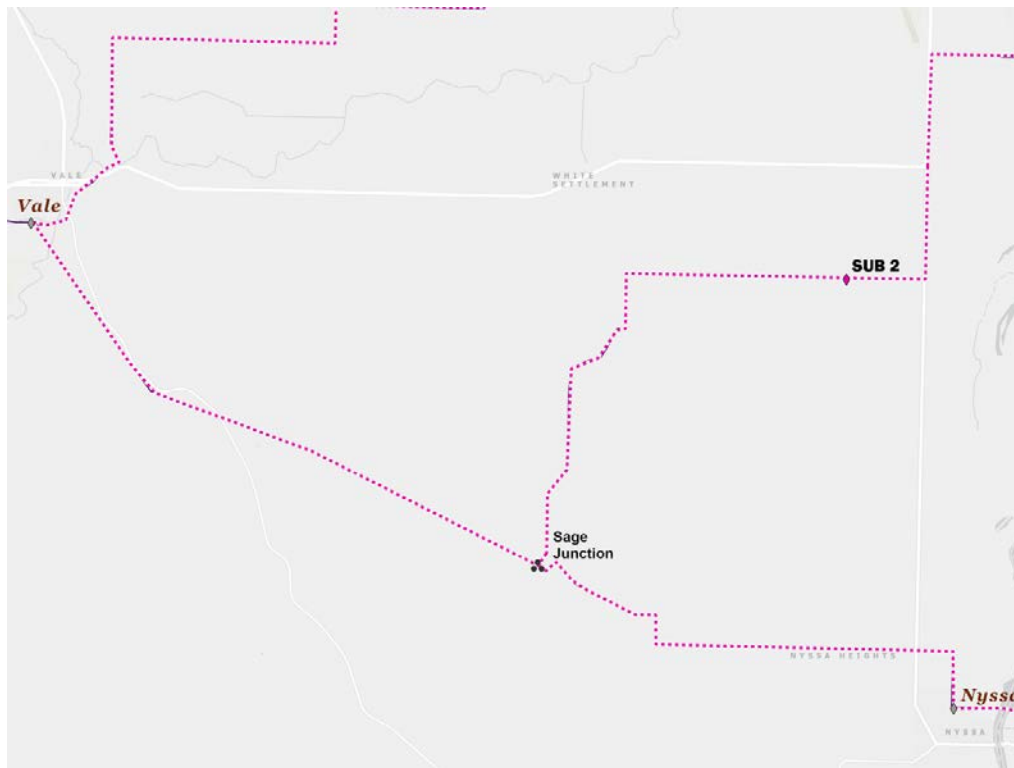 VALE
Vale
WHITE
SETTLEMENT
SUB 2
Sage
Junction
NYSSA HEIGHTS
Nyssa
NYSSA